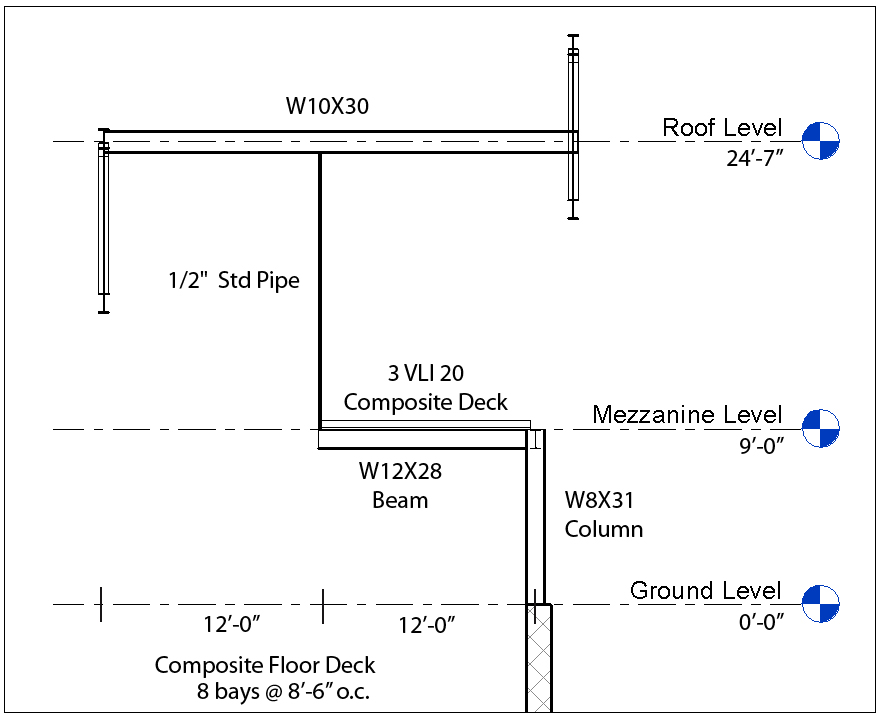 W10X30
Roof Level
24’-7”
1/2" Std Pipe
3 VLI 20
Composite Deck
Mezzanine Level
9’-0”
W12X28
Beam
W8X31
Column
Ground Level
0’-0”
12’-0”
12’-0”
Composite Floor Deck
8 bays @ 8’-6” o.c.